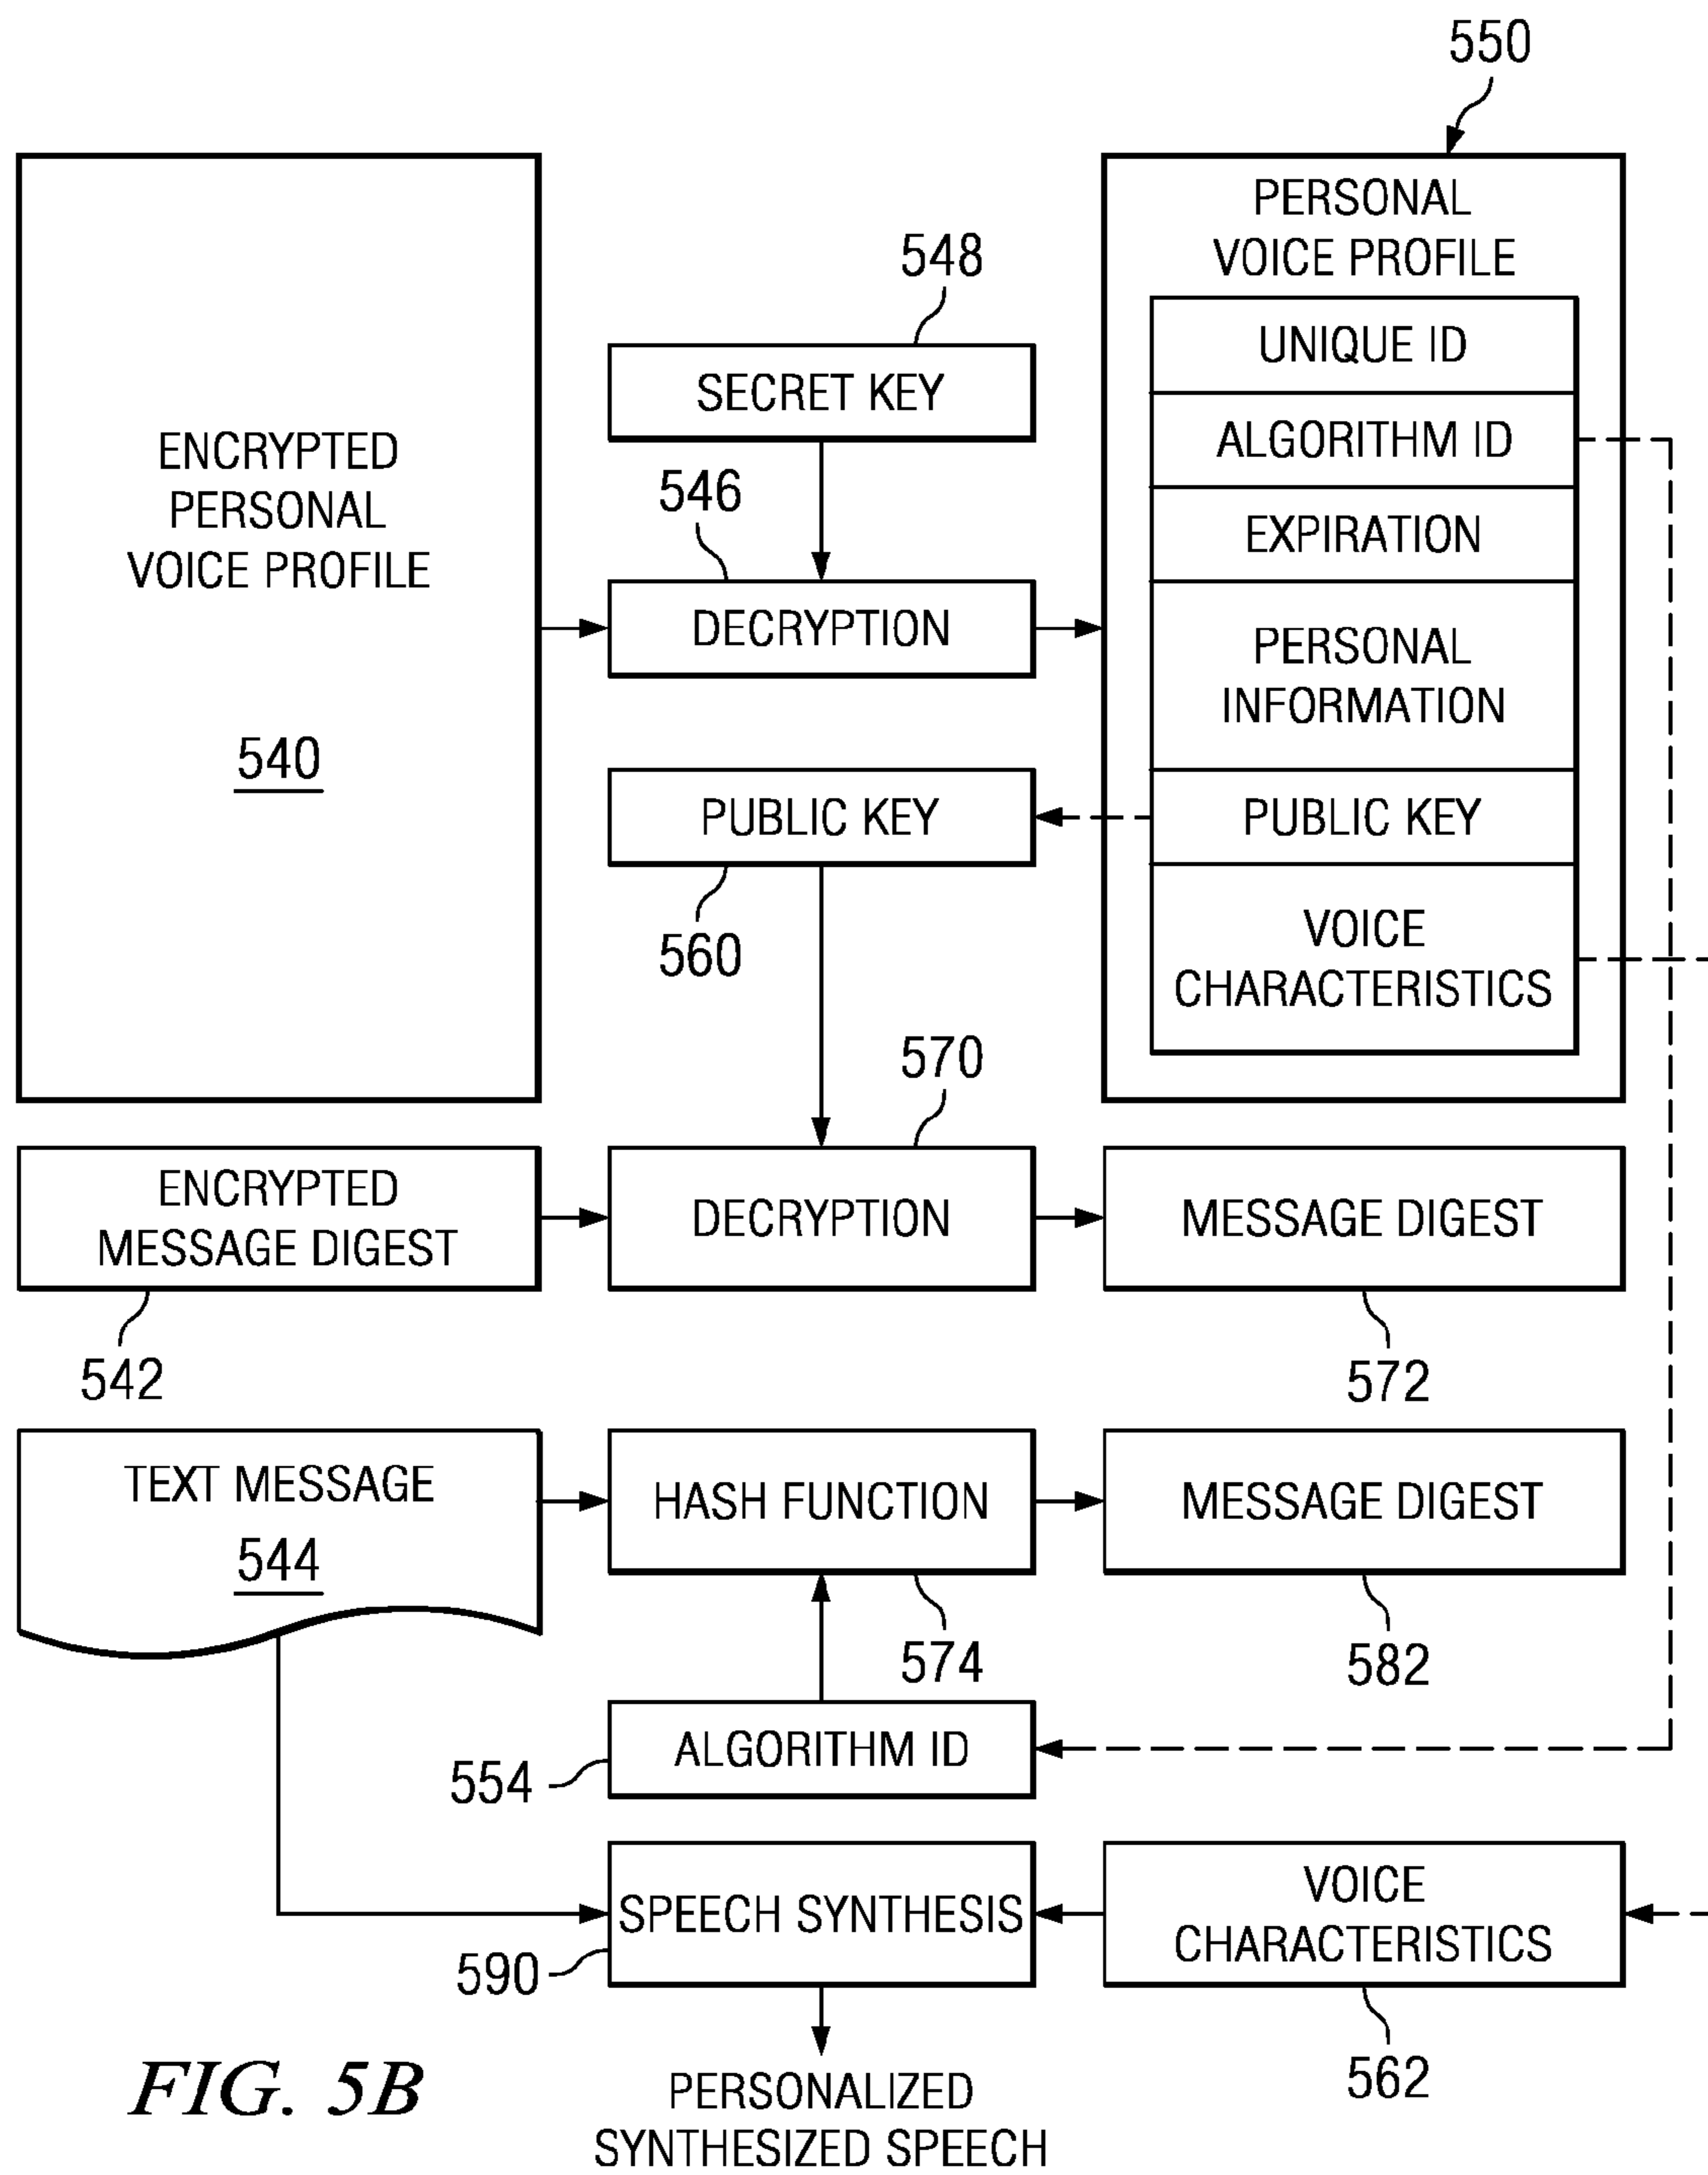 550
PERSONAL
VOICE PROFILE
UNIQUE ID
ALGORITHM ID
EXPIRATION
PERSONAL
INFORMATION
PUBLIC KEY
VOICE
CHARACTERISTICS
ENCRYPTED
PERSONAL
VOICE PROFILE
540
548
SECRET KEY
546
DECRYPTION
PUBLIC KEY
560
570
ENCRYPTED
MESSAGE DIGEST
542
DECRYPTION
MESSAGE DIGEST
572
TEXT MESSAGE
544
HASH FUNCTION
574
MESSAGE DIGEST
582
554
ALGORITHM ID
SPEECH SYNTHESIS
590
VOICE
CHARACTERISTICS
562
PERSONALIZED
SYNTHESIZED SPEECH
FIG. 5B